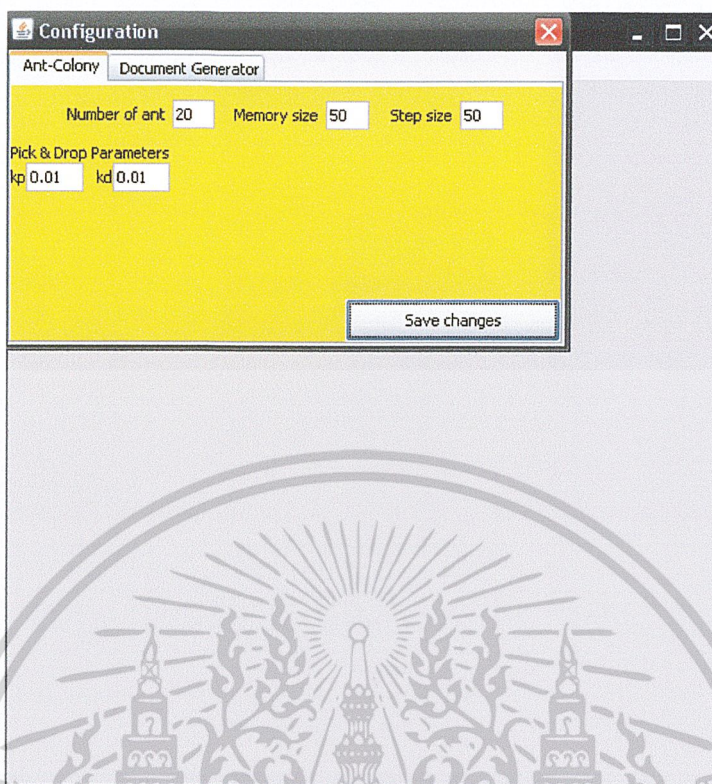 Configuration
Ant-Colony Document Generator
Number of ant 20 Memory size 50 Step size 50
Pick & Drop Parameters
kp 0.01 kd 0.01
Save changes